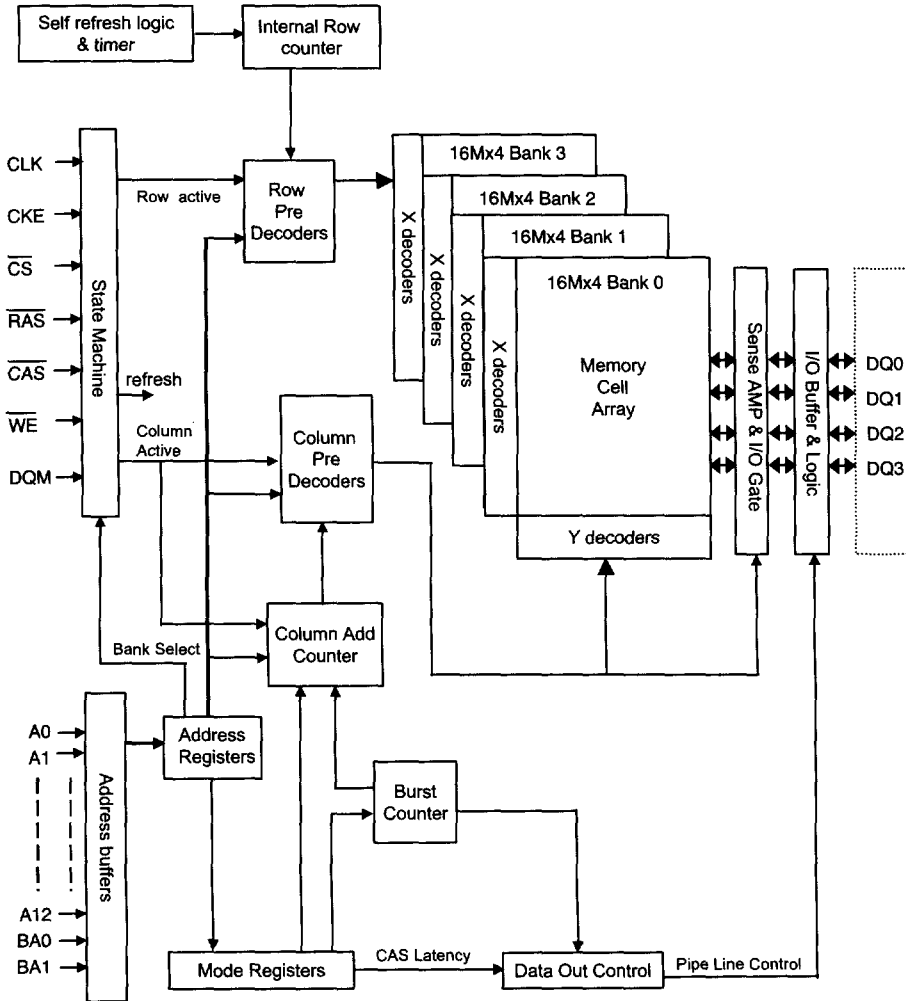 Self refresh logic
& timer
Internal Row
counter
CLK
CKE
CS
RAS
CAS
WE
DQM
State Machine
Row active
refresh
Column
Active
Row
Pre
Decoders
Column
Pre
Decoders
X decoders
X decoders
X decoders
X decoders
16Mx4 Bank 3
16Mx4 Bank 2
16Mx4 Bank 1
16Mx4 Bank 0
Memory
Cell
Array
Y decoders
Sense AMP & I/O Gate
I/O Buffer & Logic
DQ0
DQ1
DQ2
DQ3
Bank Select
Column Add
Counter
A0
A1
A12
BA0
BA1
Address buffers
Address
Registers
Burst
Counter
Mode Registers
CAS Latency
Data Out Control
Pipe Line Control